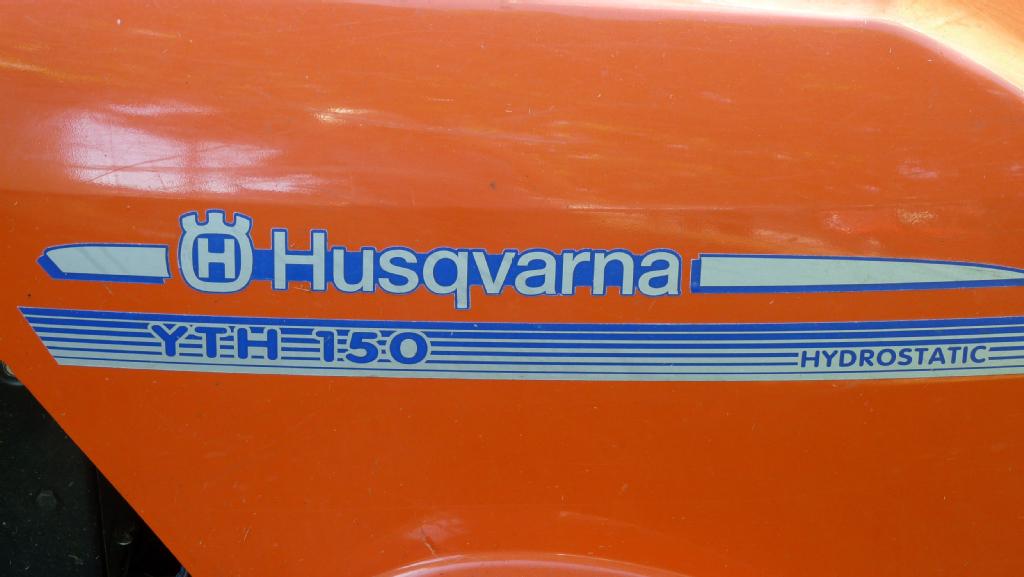 H Husqvarna
YTH 150
HYDROSTATIC